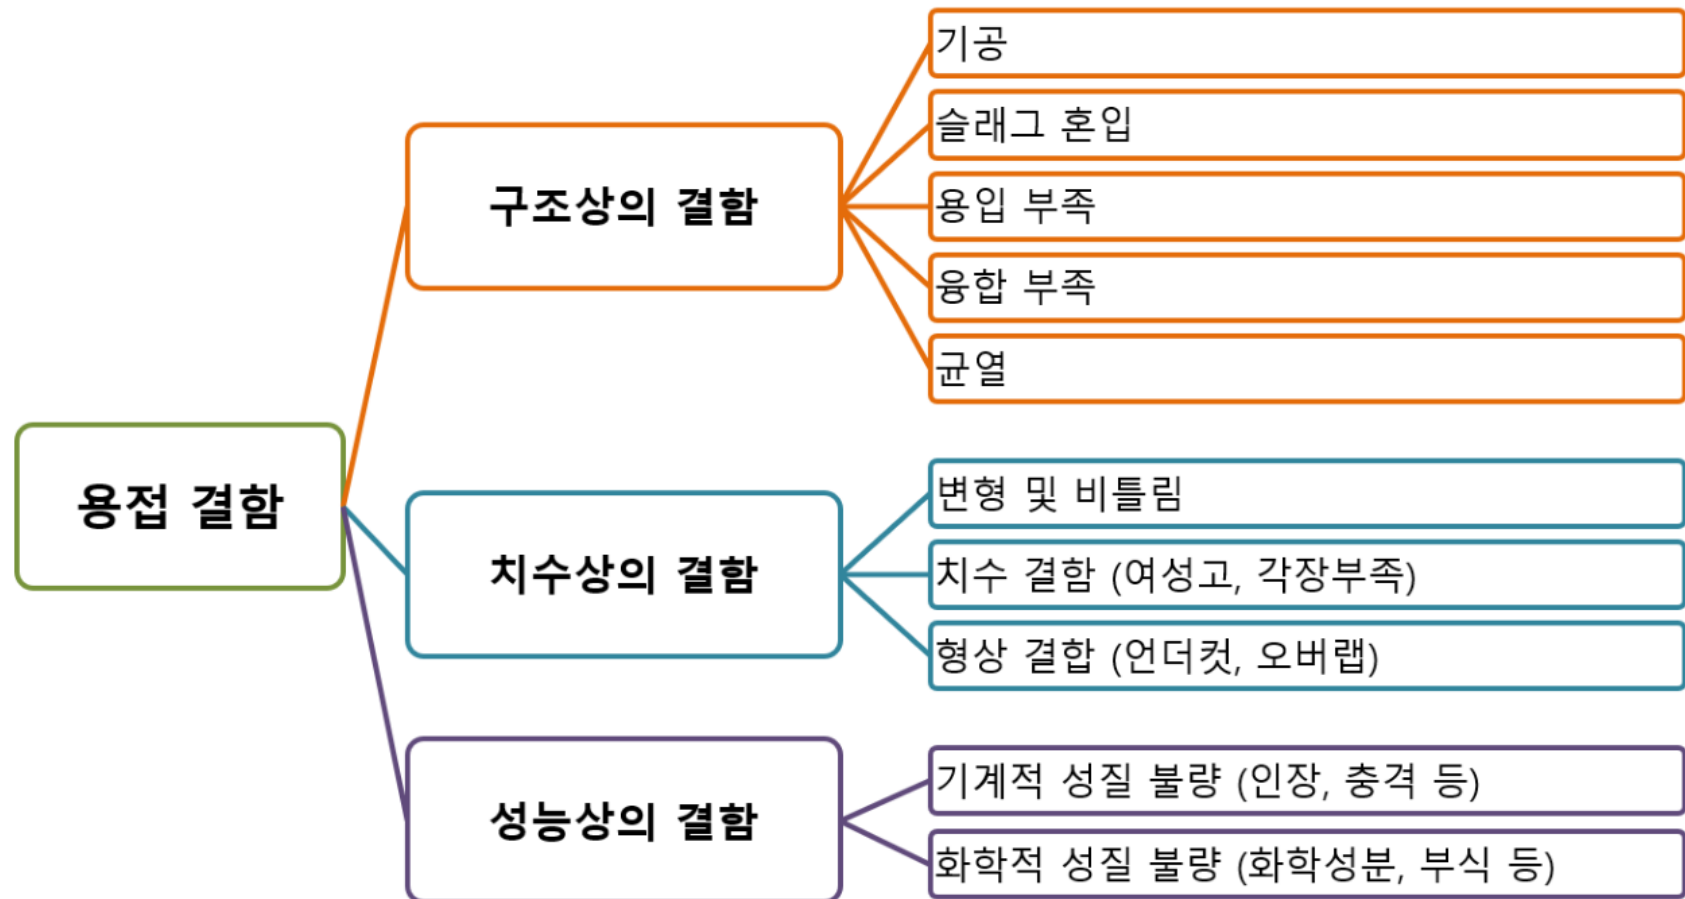 용접 결함
구조상의 결함
기공
슬래그 혼입
용입 부족
융합 부족
균열
치수상의 결함
변형 및 비틀림
치수 결함 (여성고, 각장부족)
형상 결합 (언더컷, 오버랩)
성능상의 결함
기계적 성질 불량 (인장, 충격 등)
화학적 성질 불량 (화학성분, 부식 등)